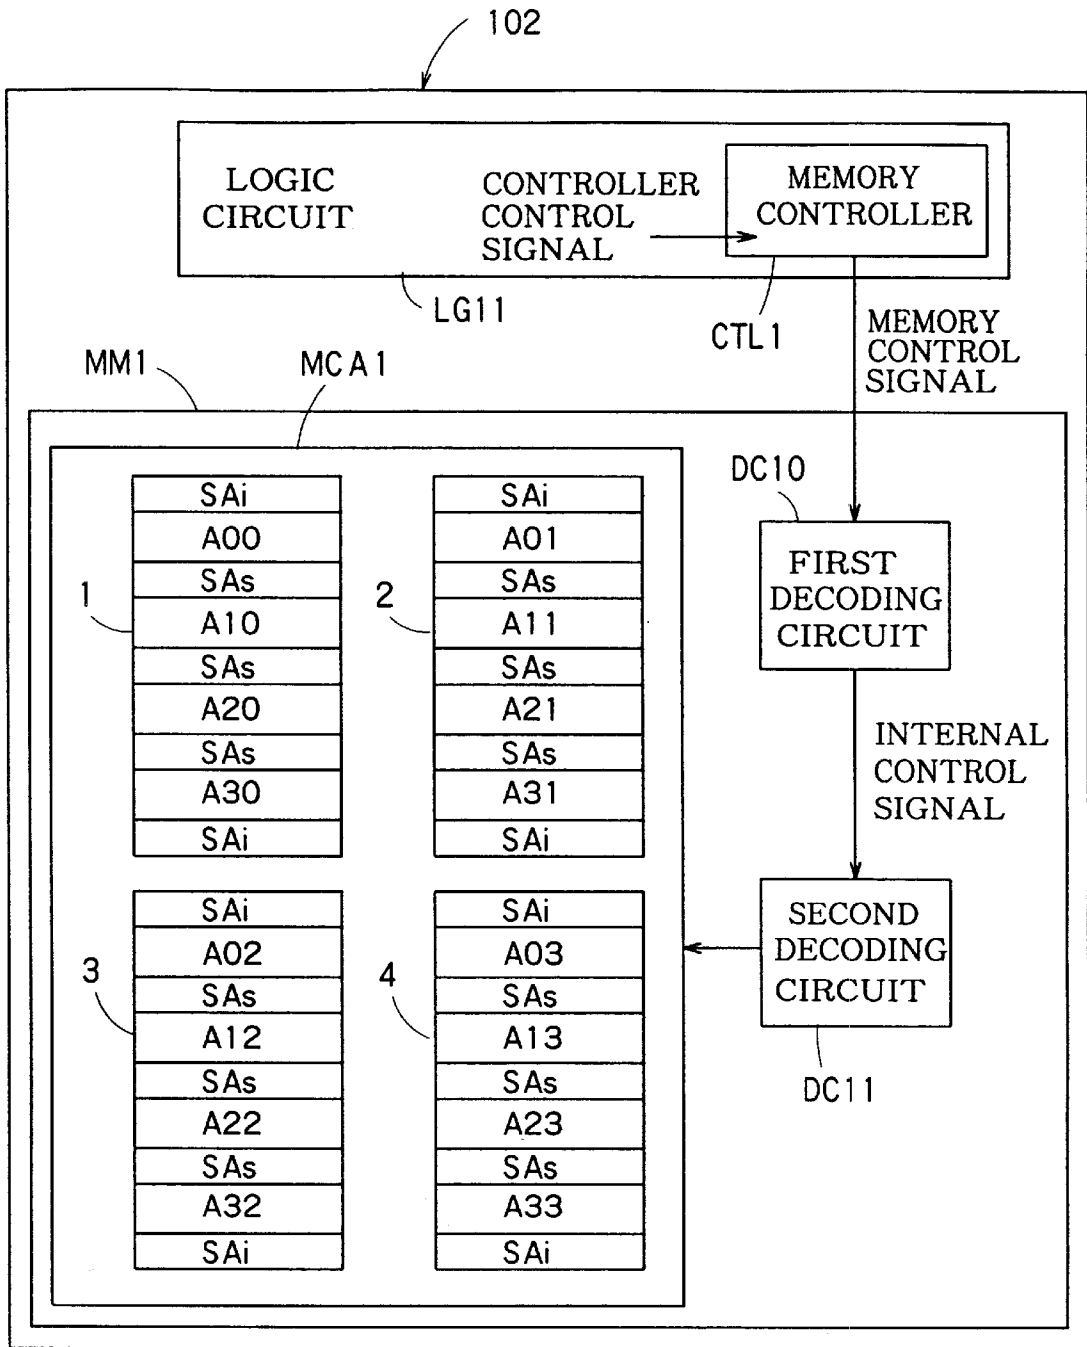 102
LOGIC
CIRCUIT
CONTROLLER
CONTROL
SIGNAL
MEMORY
CONTROLLER
LG11
CTL1
MEMORY
CONTROL
SIGNAL
MM1
MCA1
SAi
A00
SAs
A10
SAs
A20
SAs
A30
SAi
1
SAi
A01
SAs
A11
SAs
A21
SAs
A31
SAi
2
SAi
A02
SAs
A12
SAs
A22
SAs
A32
SAi
3
SAi
A03
SAs
A13
SAs
A23
SAs
A33
SAi
4
DC10
FIRST
DECODING
CIRCUIT
INTERNAL
CONTROL
SIGNAL
SECOND
DECODING
CIRCUIT
DC11